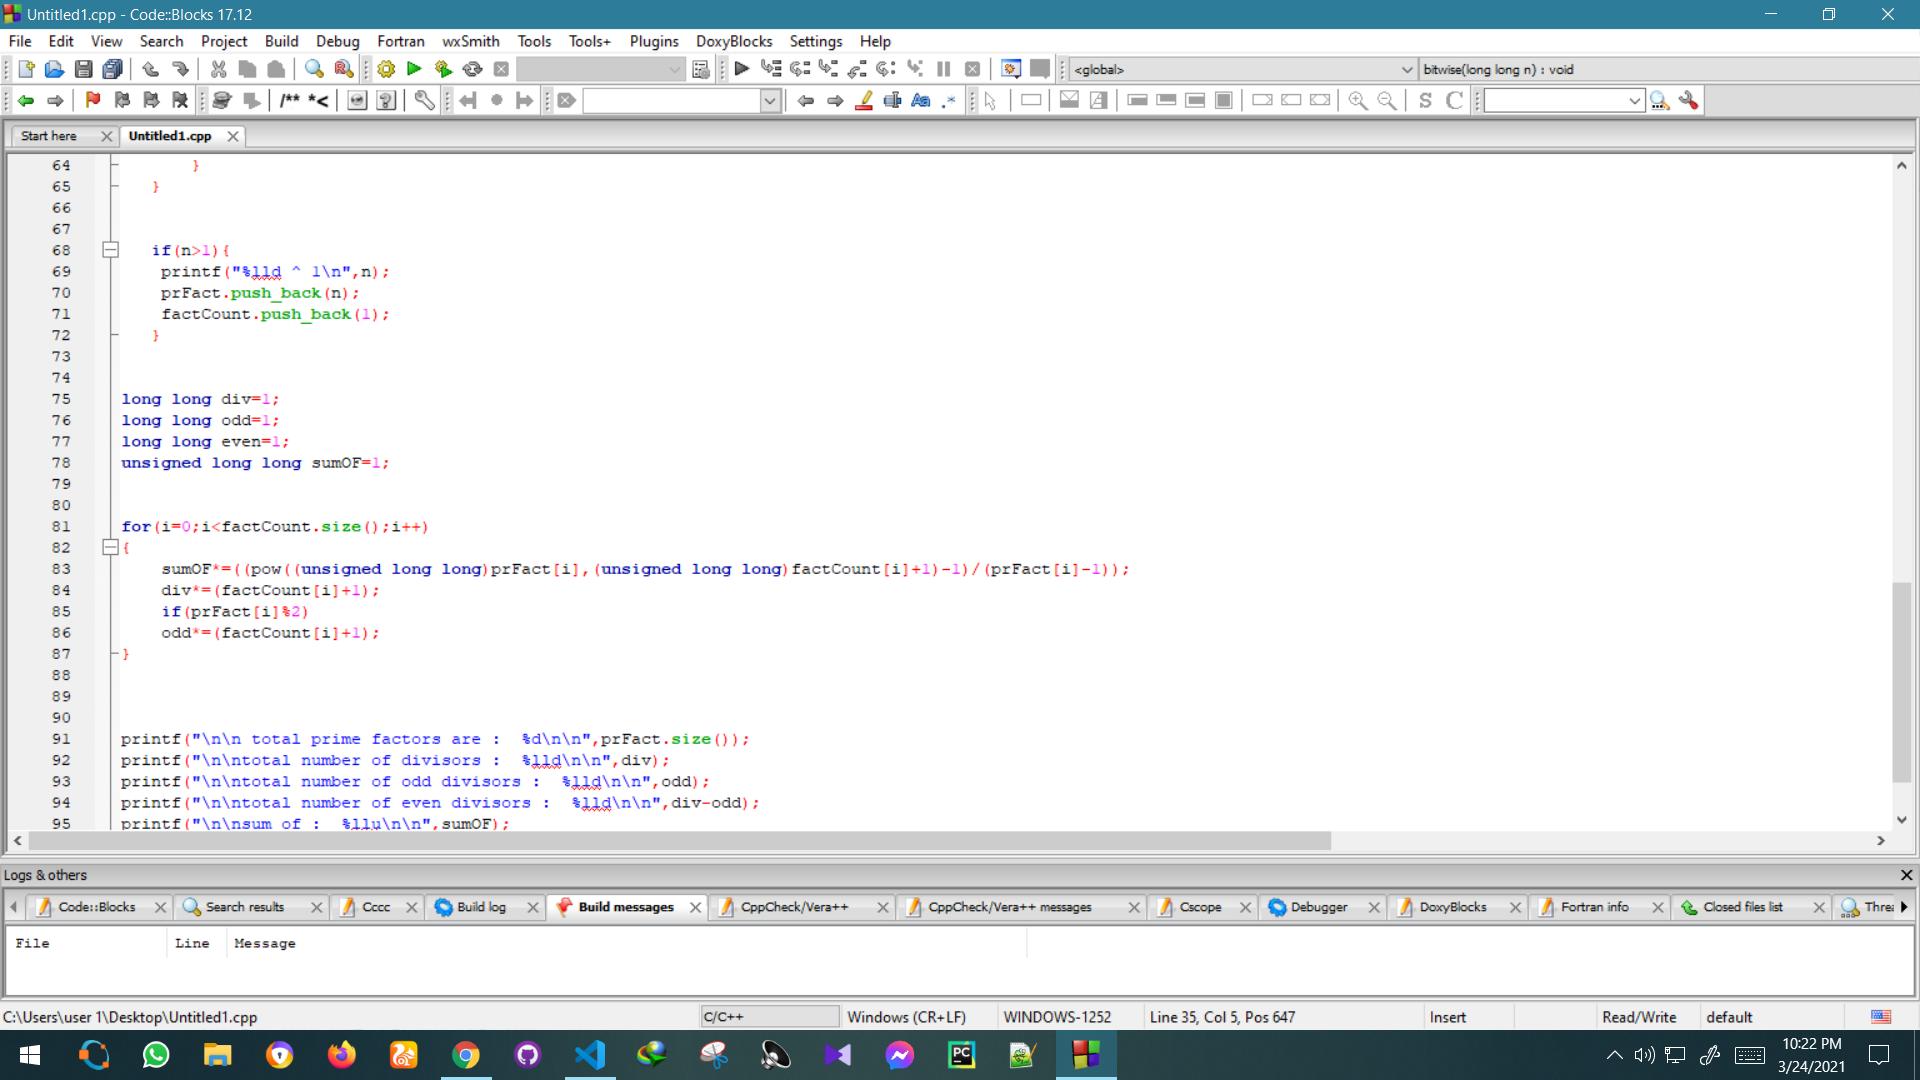 Untitled1.cpp - Code::Blocks 17.12
File Edit View Search Project Build Debug Fortran wxSmith Tools Tools+ Plugins DoxyBlocks Settings Help
<global> bitwise(long long n) : void
/** *<
Aa .* S C
Start here Untitled1.cpp
64 }
65 }
66
67
68 if(n>1){
69 printf("%lld ^ 1\n",n);
70 prFact.push_back(n);
71 factCount.push_back(1);
72 }
73
74
75 long long div=1;
76 long long odd=1;
77 long long even=1;
78 unsigned long long sumOF=1;
79
80
81 for(i=0;i<factCount.size();i++)
82 {
83 sumOF*=((pow((unsigned long long)prFact[i],(unsigned long long)factCount[i]+1)-1)/(prFact[i]-1));
84 div*=(factCount[i]+1);
85 if(prFact[i]%2)
86 odd*=(factCount[i]+1);
87 }
88
89
90
91 printf("\n\n total prime factors are :  %d\n\n",prFact.size());
92 printf("\n\ntotal number of divisors :  %lld\n\n",div);
93 printf("\n\ntotal number of odd divisors :  %lld\n\n",odd);
94 printf("\n\ntotal number of even divisors :  %lld\n\n",div-odd);
95 printf("\n\nsum of :  %llu\n\n",sumOF);
Logs & others
Code::Blocks Search results Cccc Build log Build messages CppCheck/Vera++ CppCheck/Vera++ messages Cscope Debugger DoxyBlocks Fortran info Closed files list Threa
File Line Message
C:\Users\user 1\Desktop\Untitled1.cpp C/C++ Windows (CR+LF) WINDOWS-1252 Line 35, Col 5, Pos 647 Insert Read/Write default
PC
10:22 PM
3/24/2021